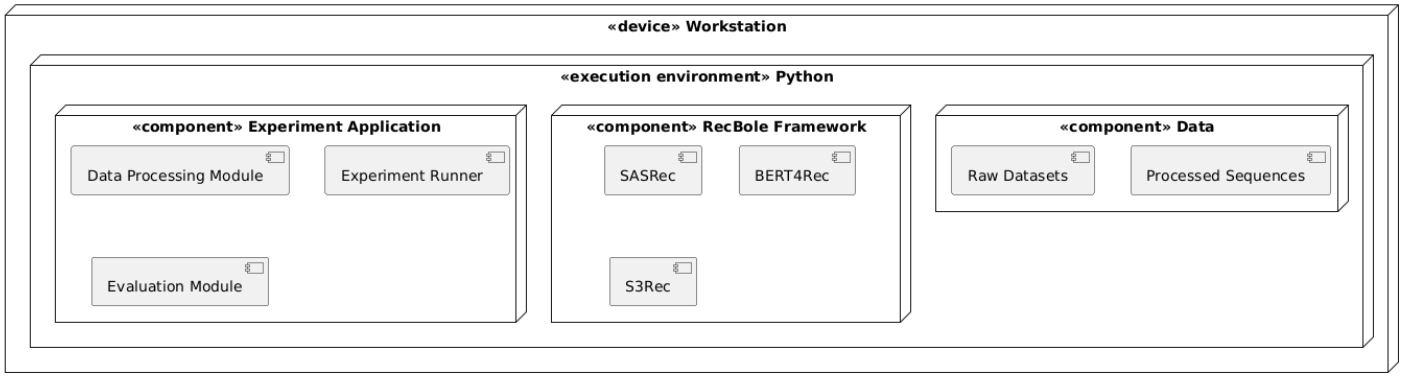 «device» Workstation
«execution environment» Python
«component» Experiment Application
Data Processing Module
Experiment Runner
Evaluation Module
«component» RecBole Framework
SASRec
BERT4Rec
S3Rec
«component» Data
Raw Datasets
Processed Sequences